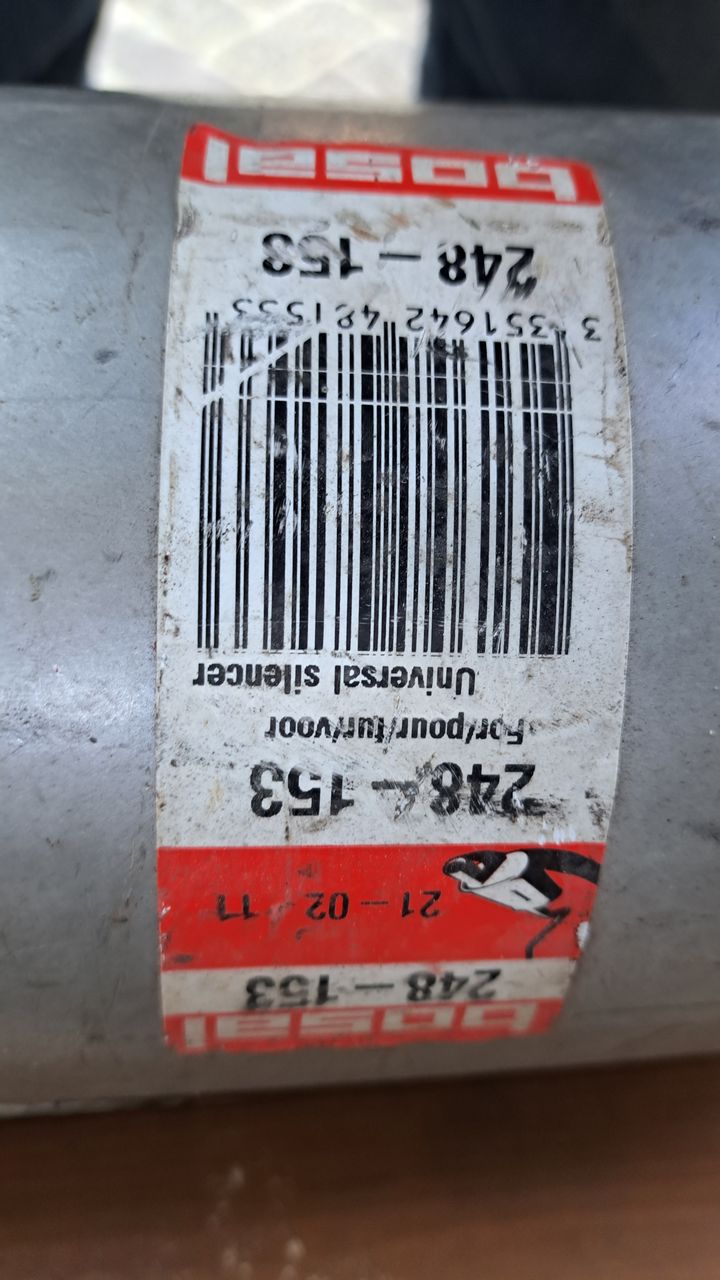 bosal
248-153
21-02-11
248-153
For/pour/fur/voor
Universal silencer
3 351642 481533
248-153
bosal